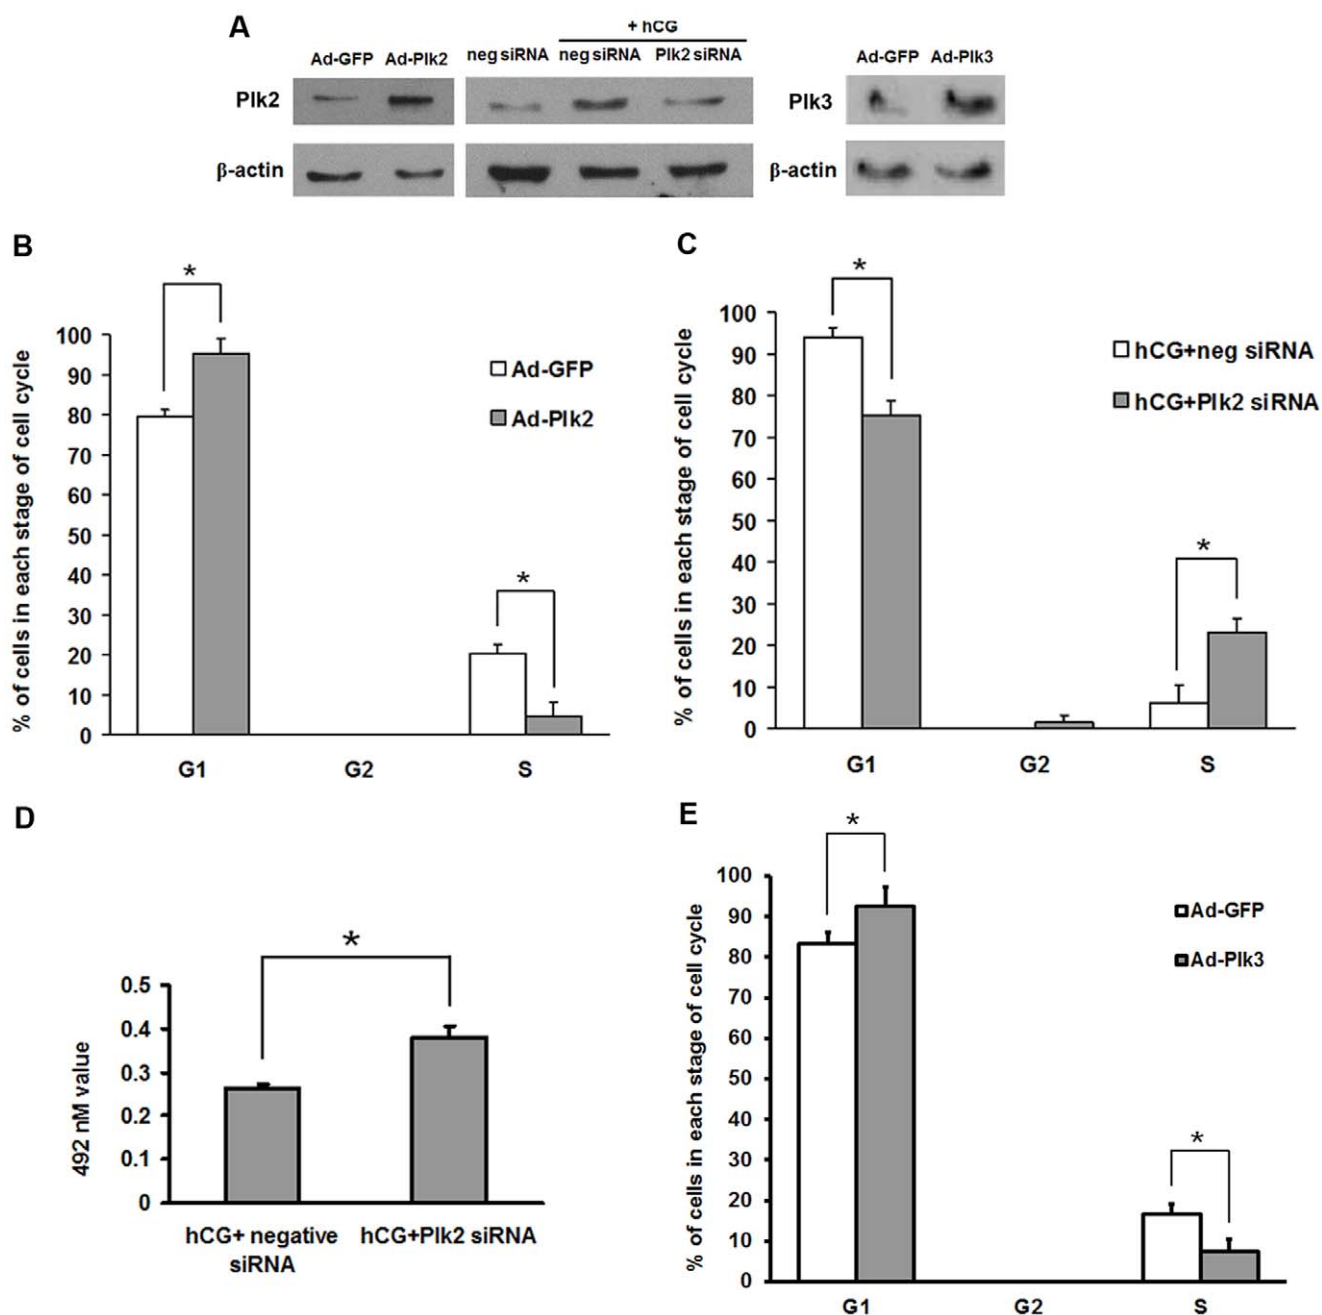 A
+ hCG
Ad-GFP Ad-Plk2 neg siRNA neg siRNA Plk2 siRNA Ad-GFP Ad-Plk3
Plk2 Plk3
β-actin β-actin
B
*
% of cells in each stage of cell cycle
100
90
80
70
60
50
40
30
20
10
0
*
Ad-GFP
Ad-Plk2
G1 G2 S
C
*
% of cells in each stage of cell cycle
100
90
80
70
60
50
40
30
20
10
0
*
hCG+neg siRNA
hCG+Plk2 siRNA
G1 G2 S
D
*
492 nM value
0.5
0.4
0.3
0.2
0.1
0
hCG+ negative hCG+Plk2 siRNA
siRNA
E
*
% of cells in each stage of cell cycle
100
90
80
70
60
50
40
30
20
10
0
*
Ad-GFP
Ad-Plk3
G1 G2 S